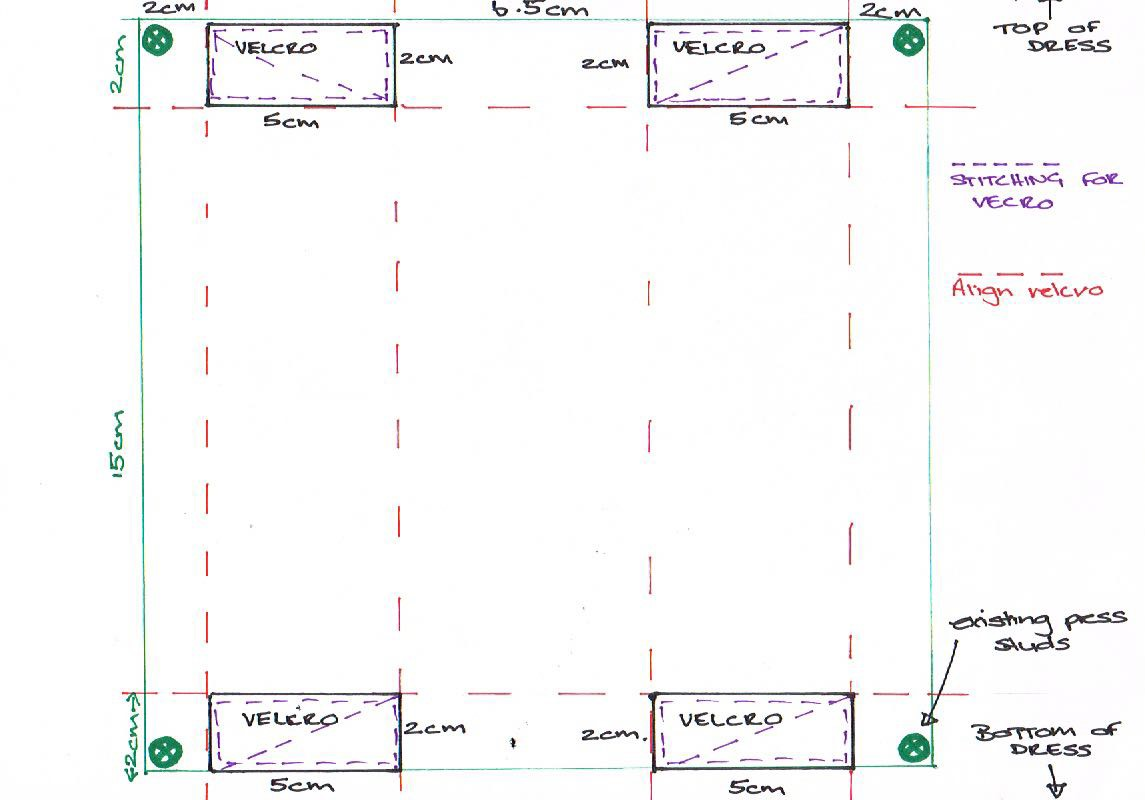 2cm
6.5cm
2cm
TOP OF
DRESS
2cm
VELCRO
2cm
2cm
VELCRO
5cm
5cm
STITCHING FOR
VECRO
Align velcro
15cm
existing press
studs
2cm
VELCRO
2cm
2cm.
VELCRO
BOTTOM OF
DRESS
5cm
5cm